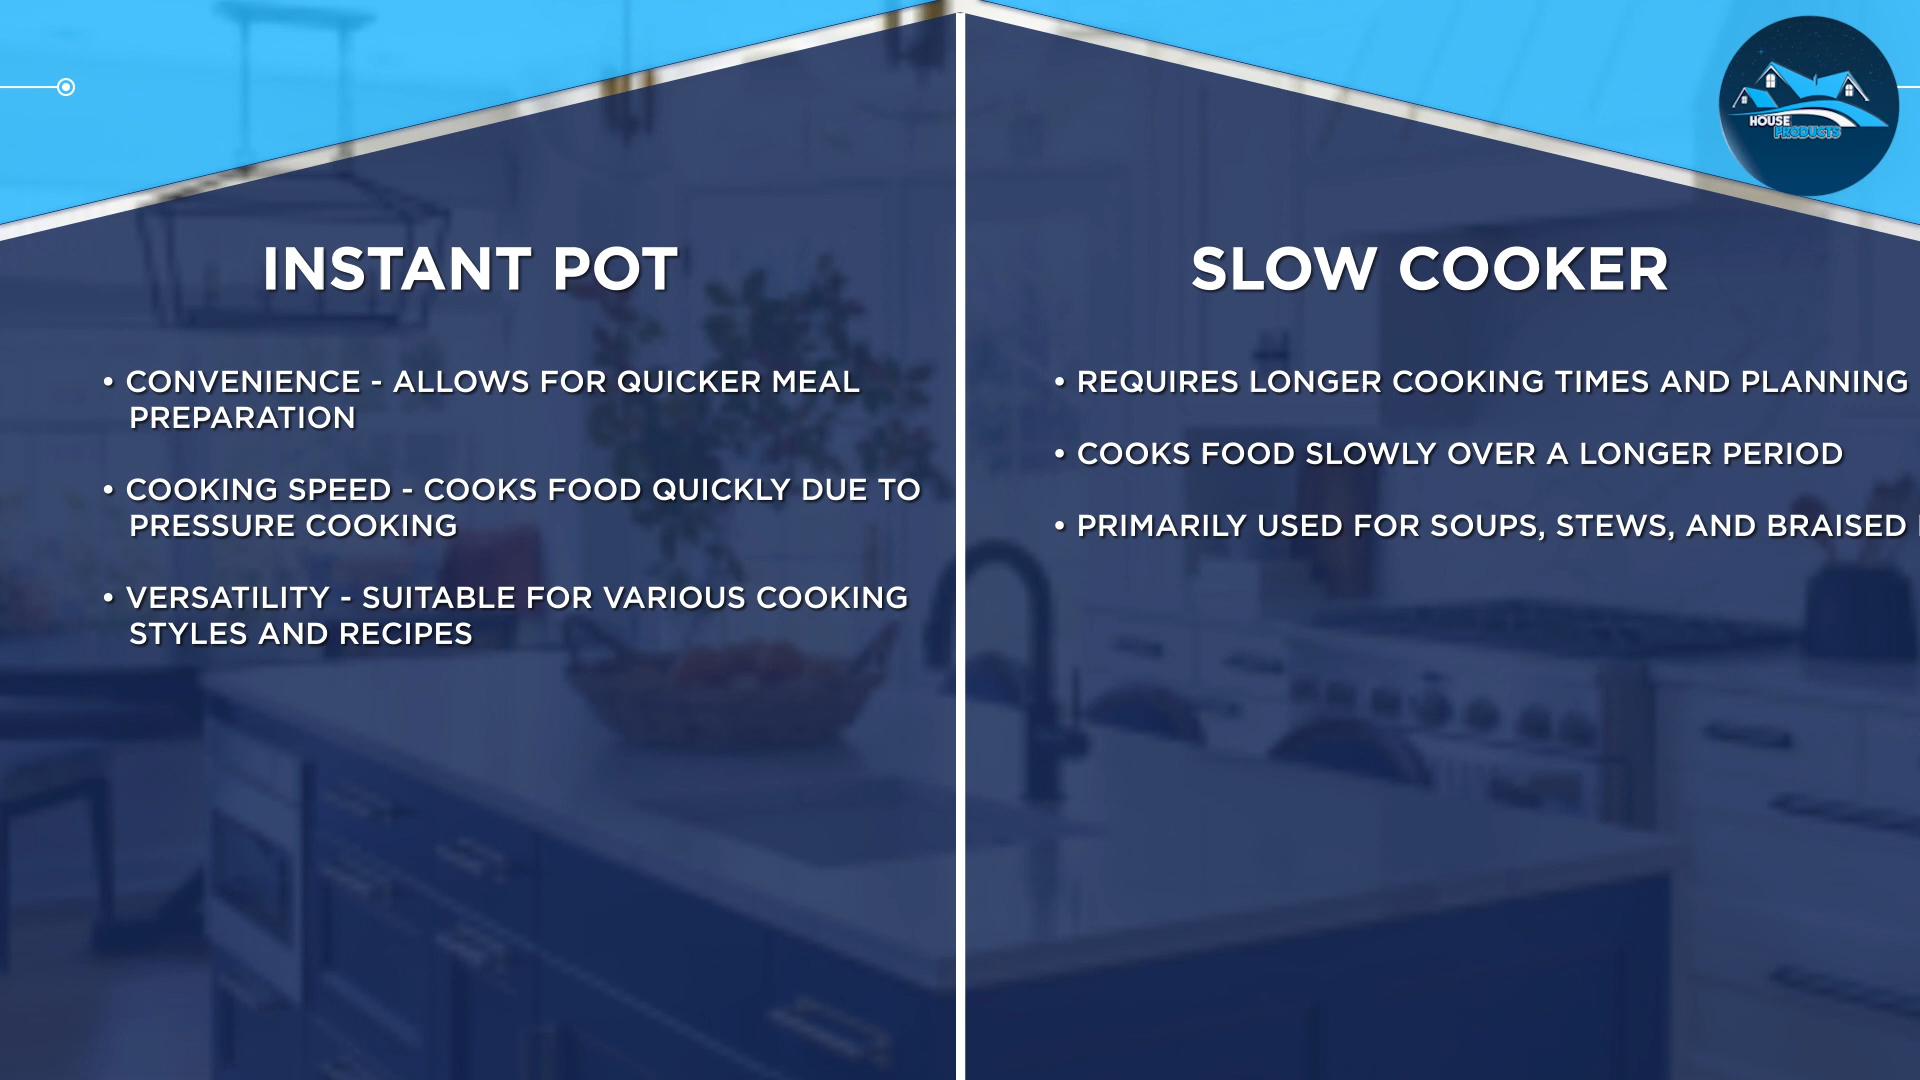 HOUSE
PRODUCTS
INSTANT POT
• CONVENIENCE - ALLOWS FOR QUICKER MEAL
PREPARATION
• COOKING SPEED - COOKS FOOD QUICKLY DUE TO
PRESSURE COOKING
• VERSATILITY - SUITABLE FOR VARIOUS COOKING
STYLES AND RECIPES
SLOW COOKER
• REQUIRES LONGER COOKING TIMES AND PLANNING
• COOKS FOOD SLOWLY OVER A LONGER PERIOD
• PRIMARILY USED FOR SOUPS, STEWS, AND BRAISED